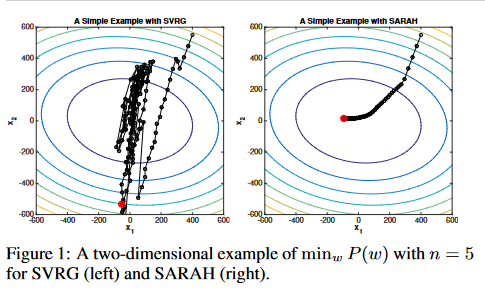 A Simple Example with SVRG
600
400
200
0
-200
-400
-600
x2
-400 -200 0 200 400 600
x1
A Simple Example with SARAH
600
400
200
0
-200
-400
-600
x2
-600 -400 -200 0 200 400 600
x1
Figure 1: A two-dimensional example of min_w P(w) with n = 5
for SVRG (left) and SARAH (right).